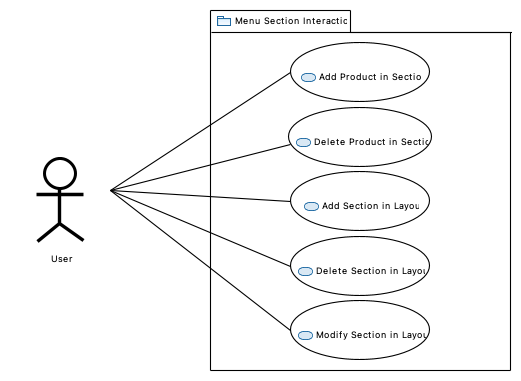 Menu Section Interactic
Add Product in Sectio
Delete Product in Sectic
Add Section in Layou
Delete Section in Layou
Modify Section in Layou
User